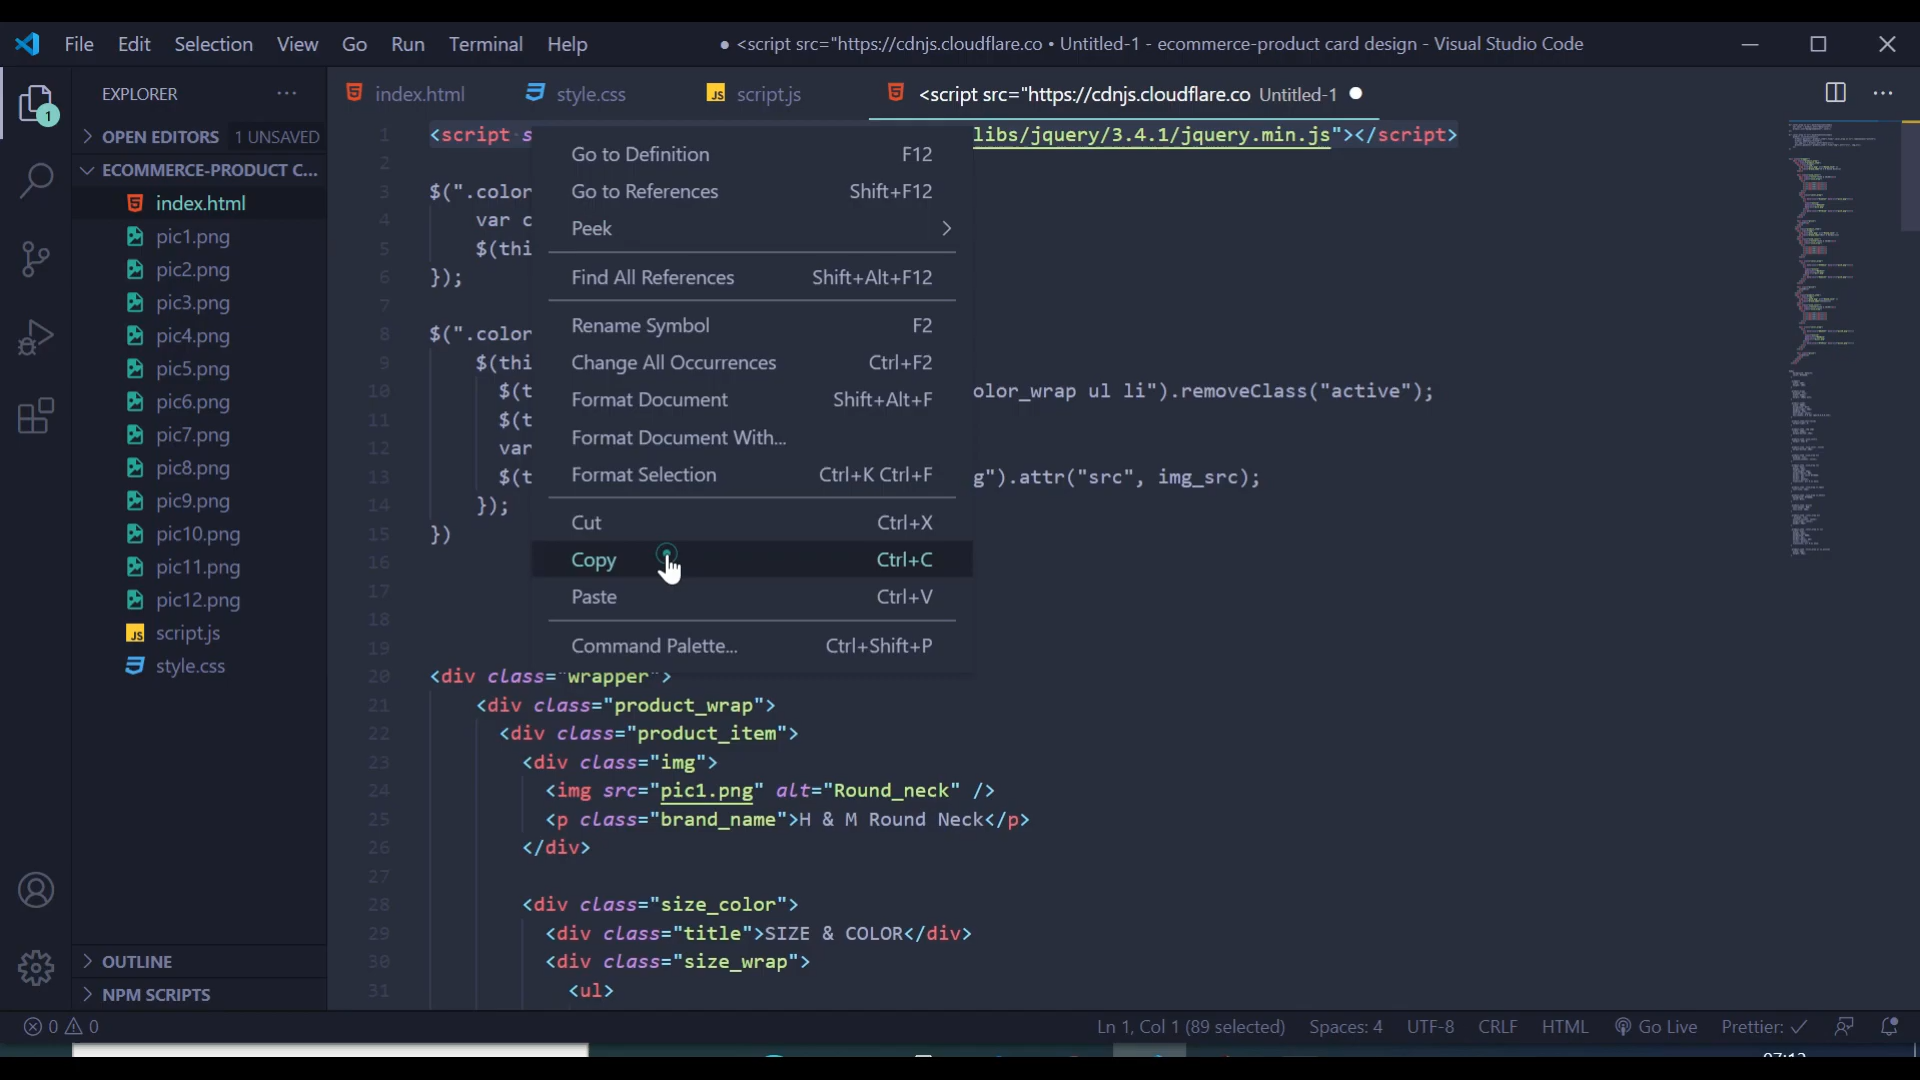 File Edit Selection View Go Run Terminal Help
● <script src="https://cdnjs.cloudflare.co • Untitled-1 - ecommerce-product card design - Visual Studio Code
EXPLORER
1
OPEN EDITORS 1 UNSAVED
ECOMMERCE-PRODUCT C...
index.html
pic1.png
pic2.png
pic3.png
pic4.png
pic5.png
pic6.png
pic7.png
pic8.png
pic9.png
pic10.png
pic11.png
pic12.png
JS script.js
style.css
OUTLINE
NPM SCRIPTS
index.html
style.css
JS script.js
<script src="https://cdnjs.cloudflare.co Untitled-1
1 <script s libs/jquery/3.4.1/jquery.min.js"></script>
2
3 $(".color
4 var c
5 $(thi
6 });
7
8 $(".color
9 $(thi
10 $(t olor_wrap ul li").removeClass("active");
11 $(t
12 var
13 $(t g").attr("src", img_src);
14 });
15 })
16
17
18
19
20 <div class="wrapper">
21 <div class="product_wrap">
22 <div class="product_item">
23 <div class="img">
24 <img src="pic1.png" alt="Round_neck" />
25 <p class="brand_name">H & M Round Neck</p>
26 </div>
27
28 <div class="size_color">
29 <div class="title">SIZE & COLOR</div>
30 <div class="size_wrap">
31 <ul>
Go to Definition F12
Go to References Shift+F12
Peek
Find All References Shift+Alt+F12
Rename Symbol F2
Change All Occurrences Ctrl+F2
Format Document Shift+Alt+F
Format Document With...
Format Selection Ctrl+K Ctrl+F
Cut Ctrl+X
Copy Ctrl+C
Paste Ctrl+V
Command Palette... Ctrl+Shift+P
0 0
Ln 1, Col 1 (89 selected) Spaces: 4 UTF-8 CRLF HTML Go Live Prettier: ✓